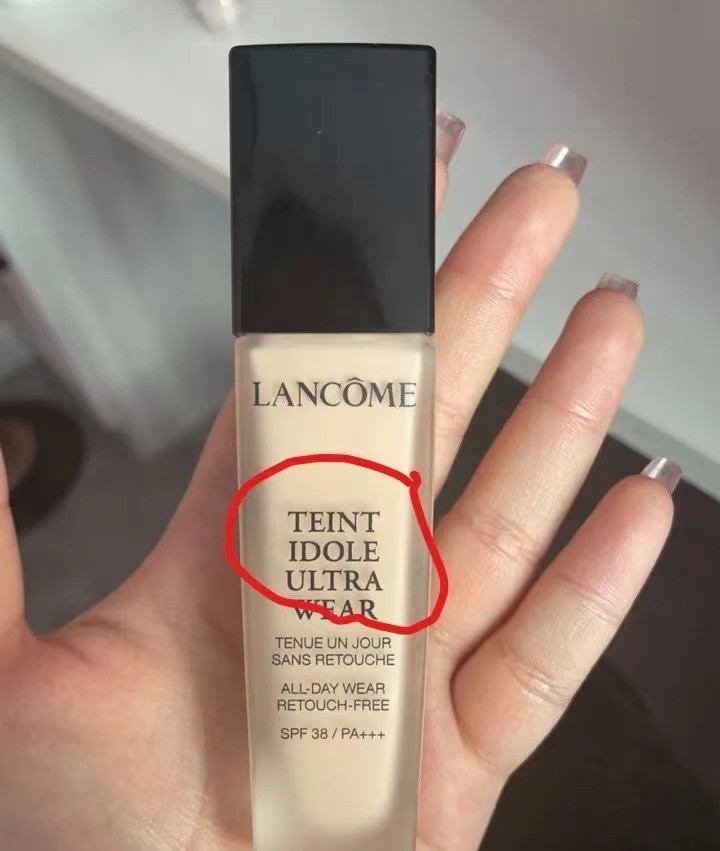 LANCÔME
TEINT
IDOLE
ULTRA
WEAR
TENUE UN JOUR
SANS RETOUCHE
ALL-DAY WEAR
RETOUCH-FREE
SPF 38 / PA+++